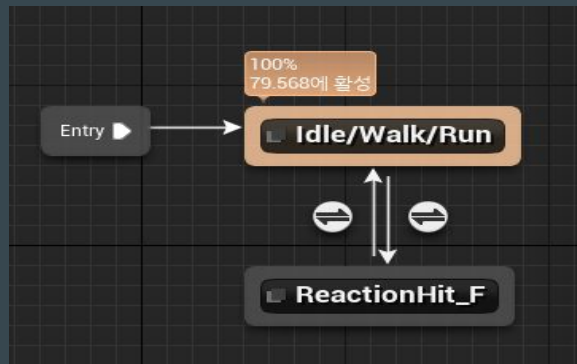 100%
79.568에 활성
Entry
Idle/Walk/Run
ReactionHit_F